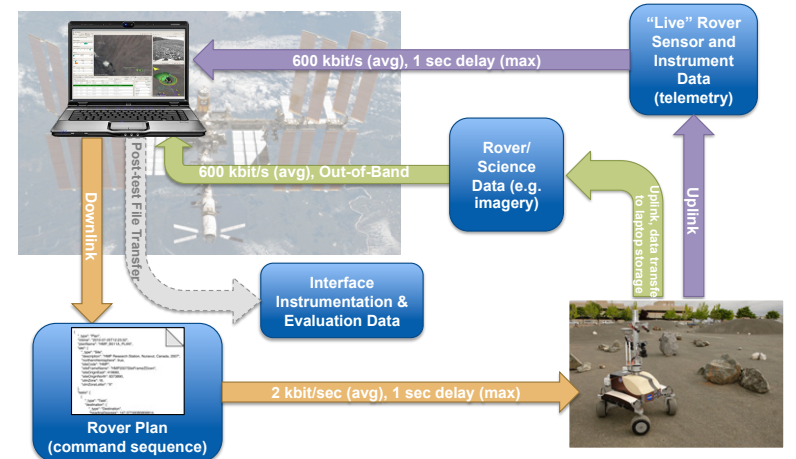 "Live" Rover
Sensor and
Instrument
Data
(telemetry)
600 kbit/s (avg), 1 sec delay (max)
Rover/
Science
Data (e.g.
imagery)
600 kbit/s (avg), Out-of-Band
Uplink, data transfer
to laptop storage
Uplink
Downlink
Post-test File Transfer
Interface
Instrumentation &
Evaluation Data
2 kbit/sec (avg), 1 sec delay (max)
Rover Plan
(command sequence)